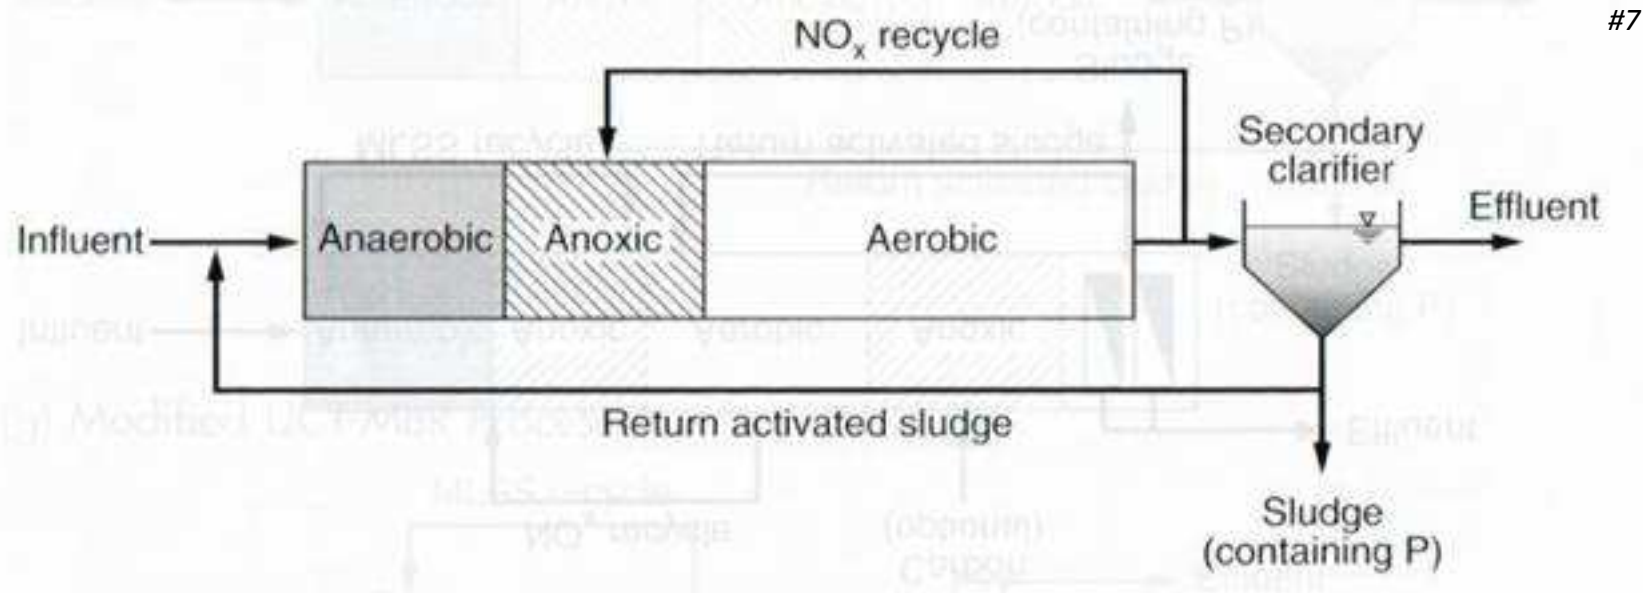 #7
NOx recycle
Secondary
clarifier
Effluent
Influent
Anaerobic
Anoxic
Aerobic
Return activated sludge
Sludge
(containing P)